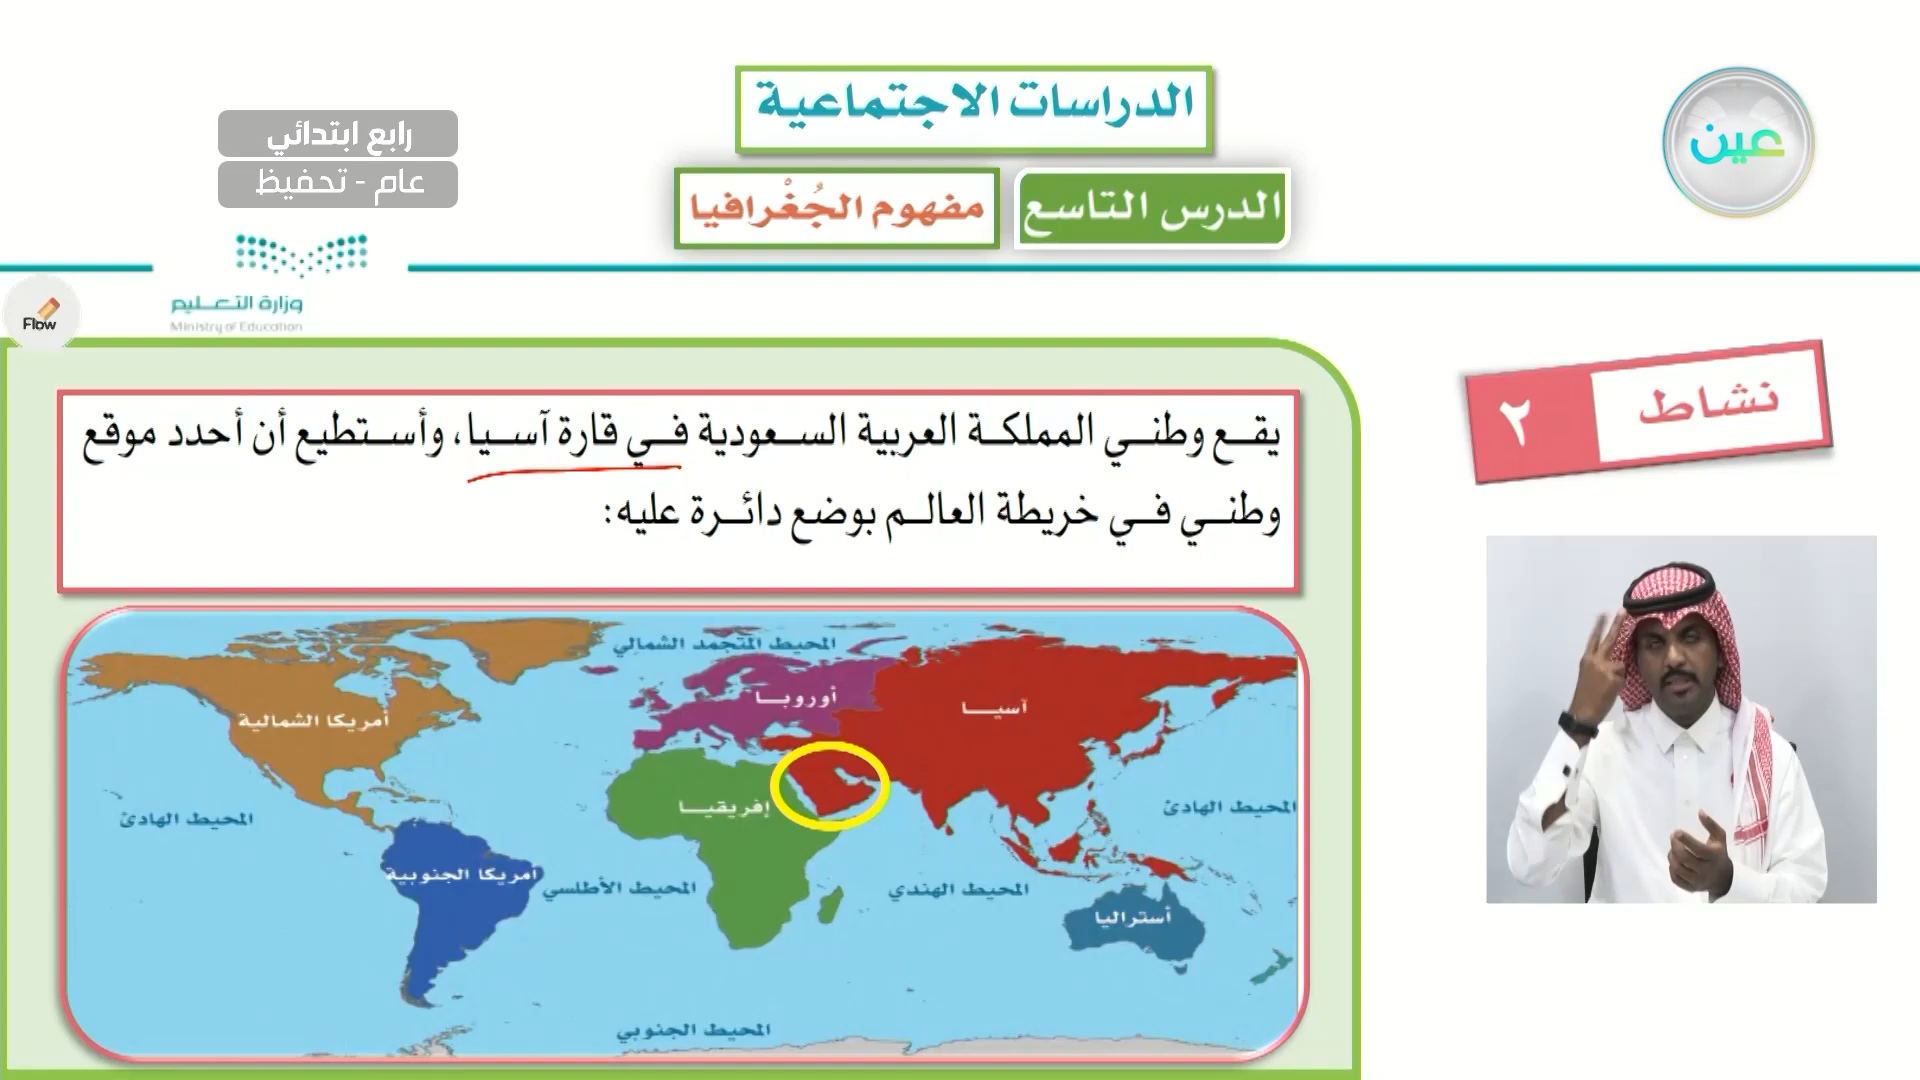 الدراسات الاجتماعية
عين
رابع ابتدائي
عام - تحفيظ
الدرس التاسع
مفهوم الجُغْرافيا
وزارة التعليم
Ministry of Education
Flow
نشاط ٢
يقع وطني المملكة العربية السعودية في قارة آسيا، وأستطيع أن أحدد موقع
وطني في خريطة العالم بوضع دائرة عليه:
المحيط المتجمد الشمالي
أوروبا
آسيا
أمريكا الشمالية
إفريقيا
المحيط الهادئ
المحيط الهادئ
أمريكا الجنوبية
المحيط الأطلسي
المحيط الهندي
أستراليا
المحيط الجنوبي